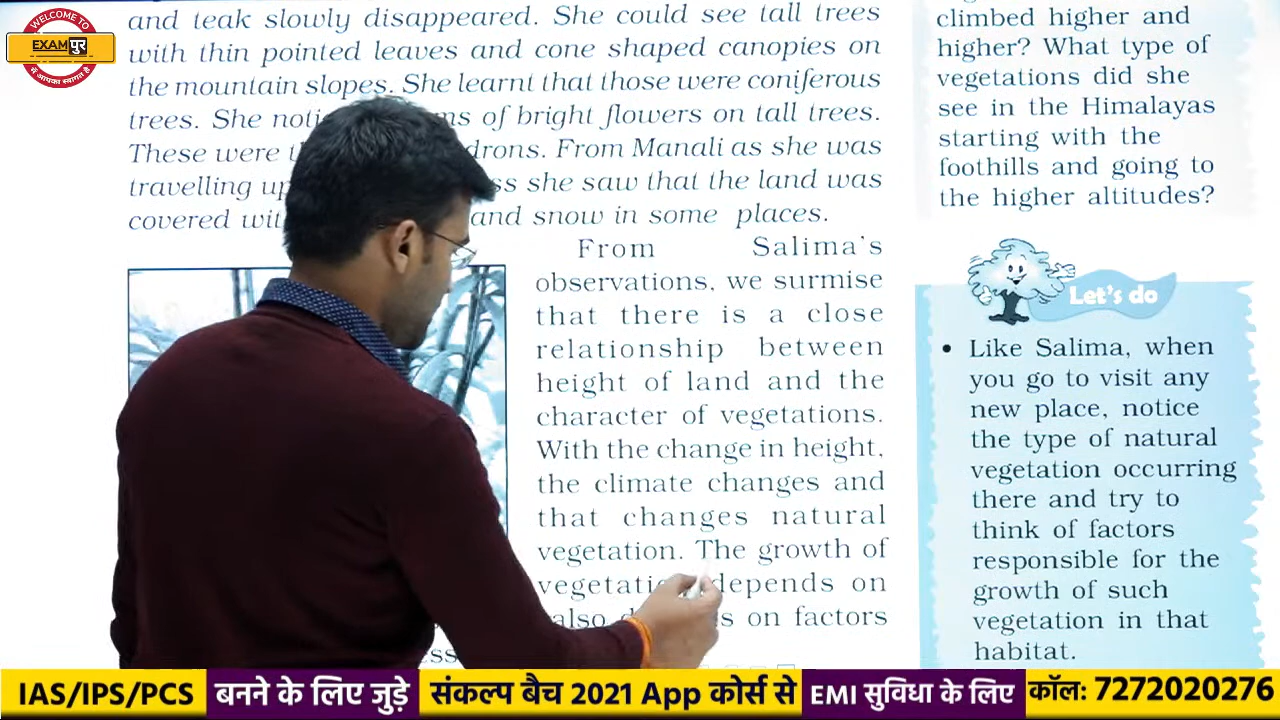 WELCOME TO
EXAMपुर
में आपका स्वागत है
and teak slowly disappeared. She could see tall trees
with thin pointed leaves and cone shaped canopies on
the mountain slopes. She learnt that those were coniferous
trees. She of bright flowers on tall trees.
These were From Manali as she was
travelling she saw that the land was
covered and snow in some places.
From Salima's
observations, we surmise
that there is a close
relationship between
height of land and the
character of vegetations.
With the change in height,
the climate changes and
that changes natural
vegetation. The growth of
depends on
also on factors
climbed higher and
higher? What type of
vegetations did she
see in the Himalayas
starting with the
foothills and going to
the higher altitudes?
Let's do
• Like Salima, when
you go to visit any
new place, notice
the type of natural
vegetation occurring
there and try to
think of factors
responsible for the
growth of such
vegetation in that
habitat.
IAS/IPS/PCS बनने के लिए जुड़े संकल्प बैच 2021 App कोर्स से EMI सुविधा के लिए कॉल: 7272020276